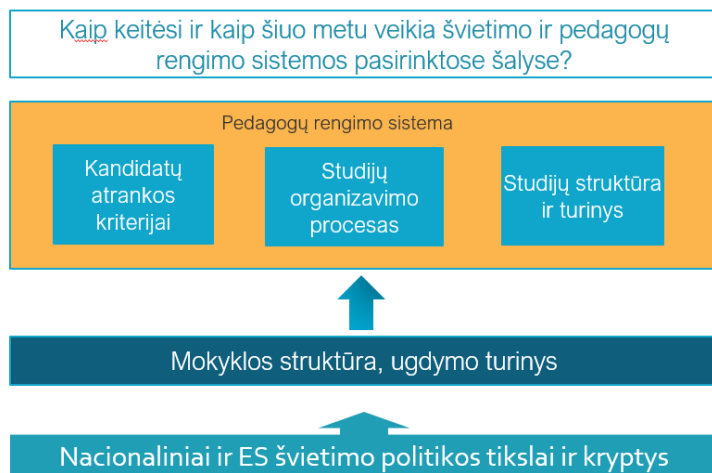 Kaip keitėsi ir kaip šiuo metu veikia švietimo ir pedagogų
rengimo sistemos pasirinktose šalyse?
Pedagogų rengimo sistema
Kandidatų
atrankos
kriterijai
Studijų
organizavimo
procesas
Studijų struktūra
ir turinys
Mokyklos struktūra, ugdymo turinys
Nacionaliniai ir ES švietimo politikos tikslai ir kryptys